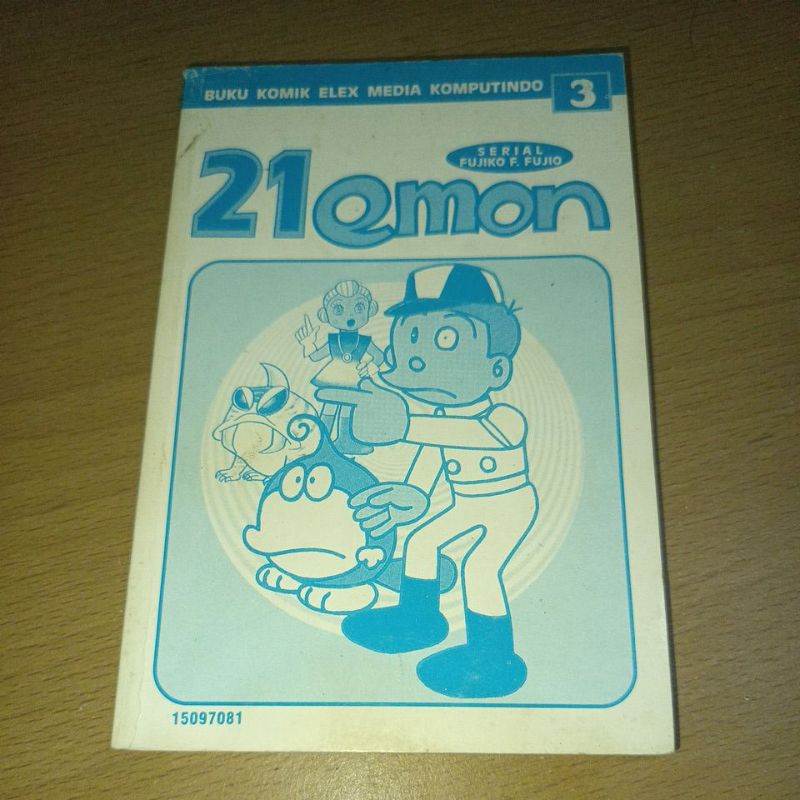 BUKU KOMIK ELEX MEDIA KOMPUTINDO 3
SERIAL
FUJIKO F. FUJIO
21emon
15097081